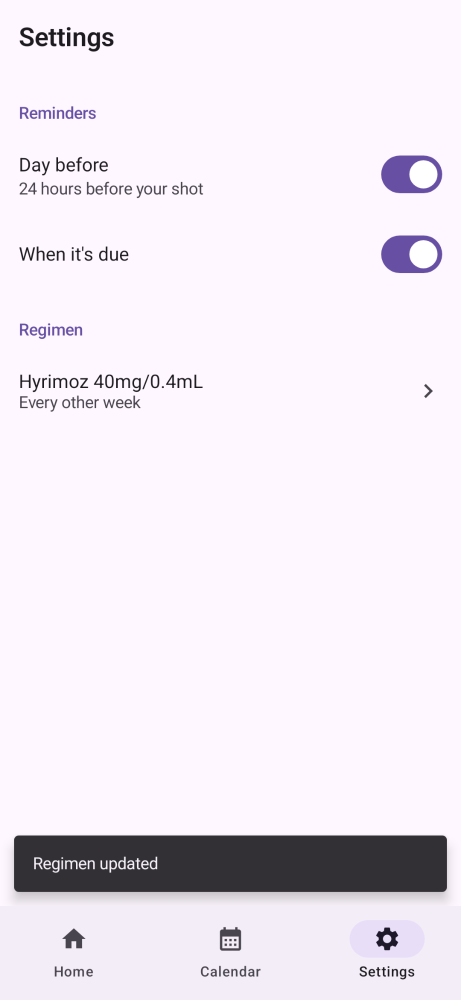 Settings
Reminders
Day before
24 hours before your shot
When it's due
Regimen
Hyrimoz 40mg/0.4mL
Every other week
Regimen updated
Home
Calendar
Settings